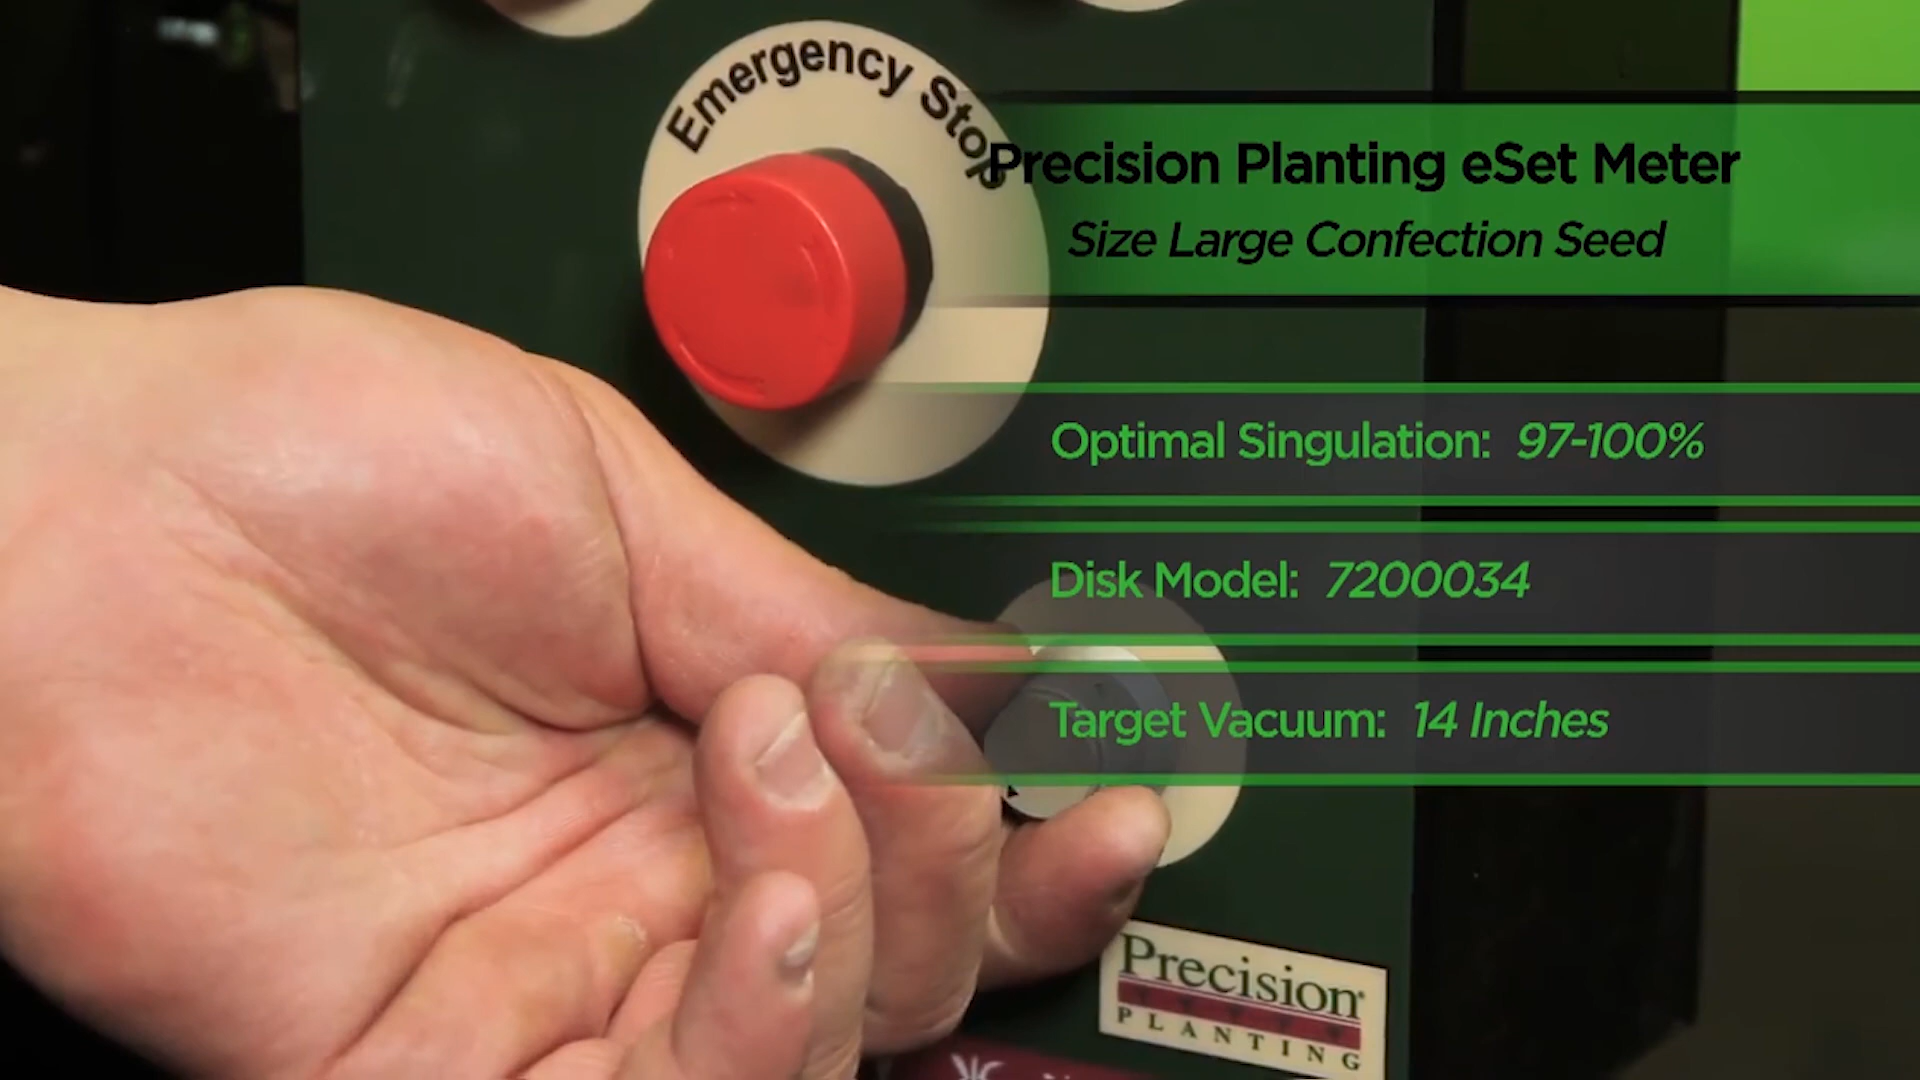 Emergency Stop
Precision Planting eSet Meter
Size Large Confection Seed
Optimal Singulation: 97-100%
Disk Model: 7200034
Target Vacuum: 14 Inches
Precision
PLANTING